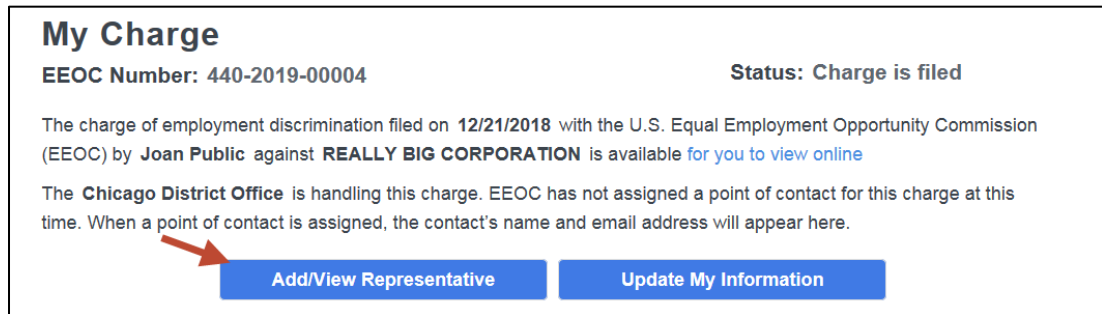 My Charge
EEOC Number: 440-2019-00004 Status: Charge is filed
The charge of employment discrimination filed on 12/21/2018 with the U.S. Equal Employment Opportunity Commission
(EEOC) by Joan Public against REALLY BIG CORPORATION is available for you to view online
The Chicago District Office is handling this charge. EEOC has not assigned a point of contact for this charge at this
time. When a point of contact is assigned, the contact's name and email address will appear here.
Add/View Representative Update My Information